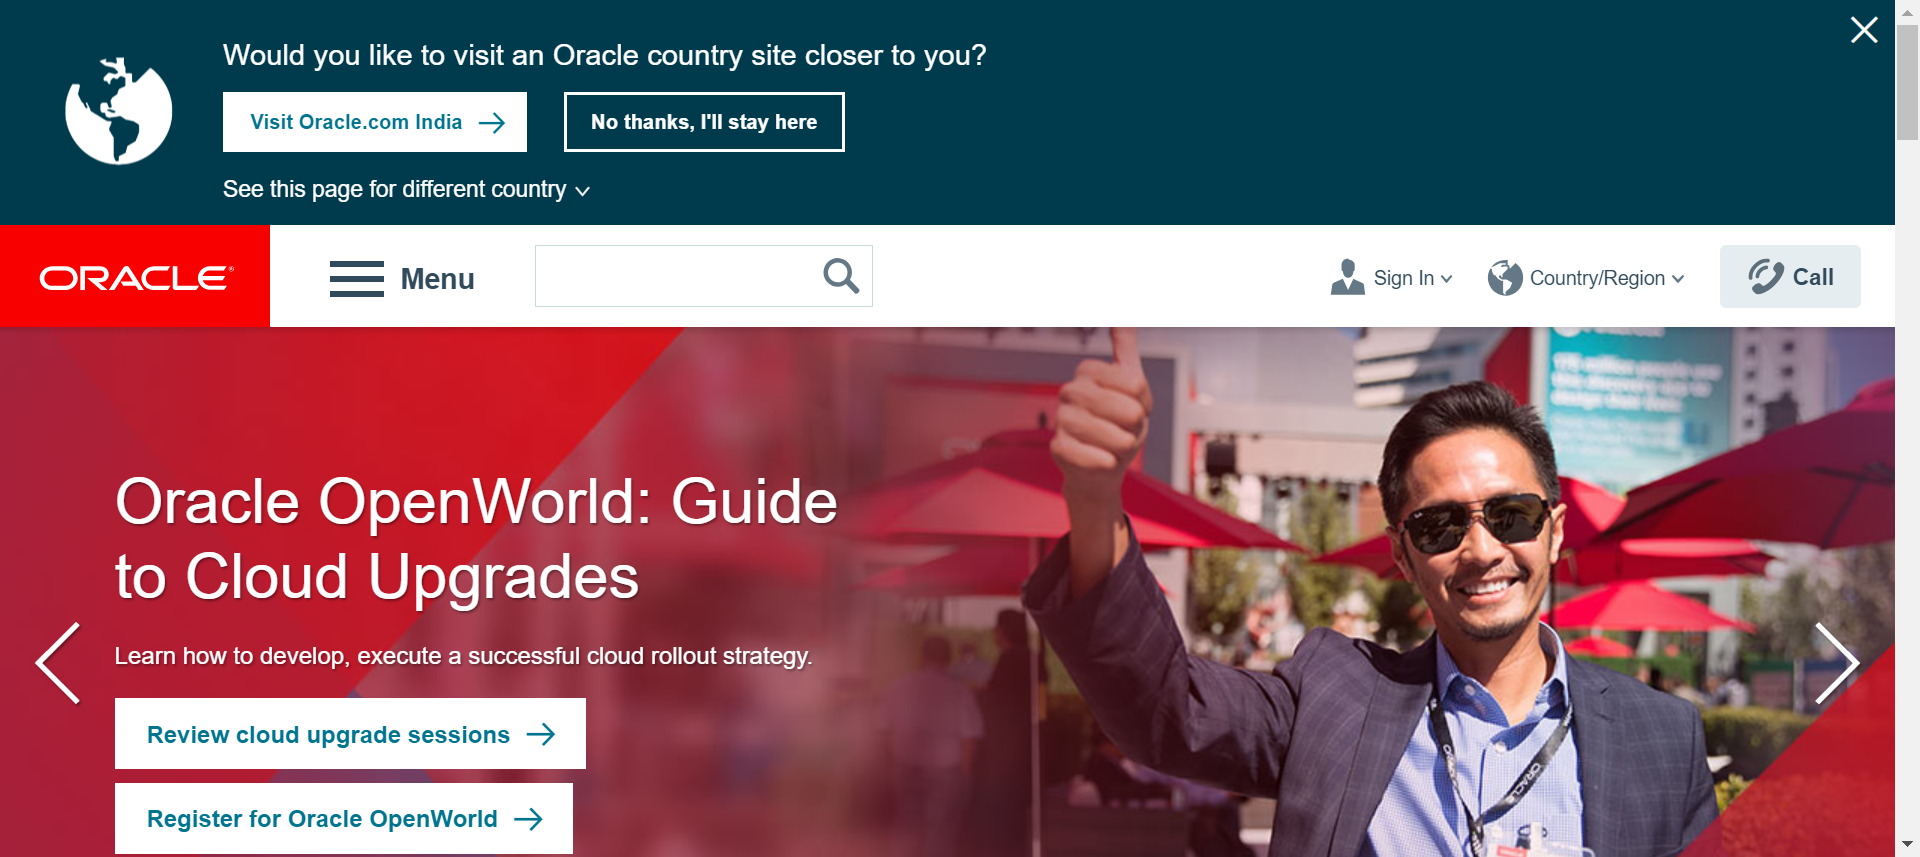 Would you like to visit an Oracle country site closer to you?
Visit Oracle.com India
No thanks, I'll stay here
See this page for different country
ORACLE
Menu
Sign In
Country/Region
Call
Oracle OpenWorld: Guide
to Cloud Upgrades
Learn how to develop, execute a successful cloud rollout strategy.
Review cloud upgrade sessions
Register for Oracle OpenWorld
ORACLE